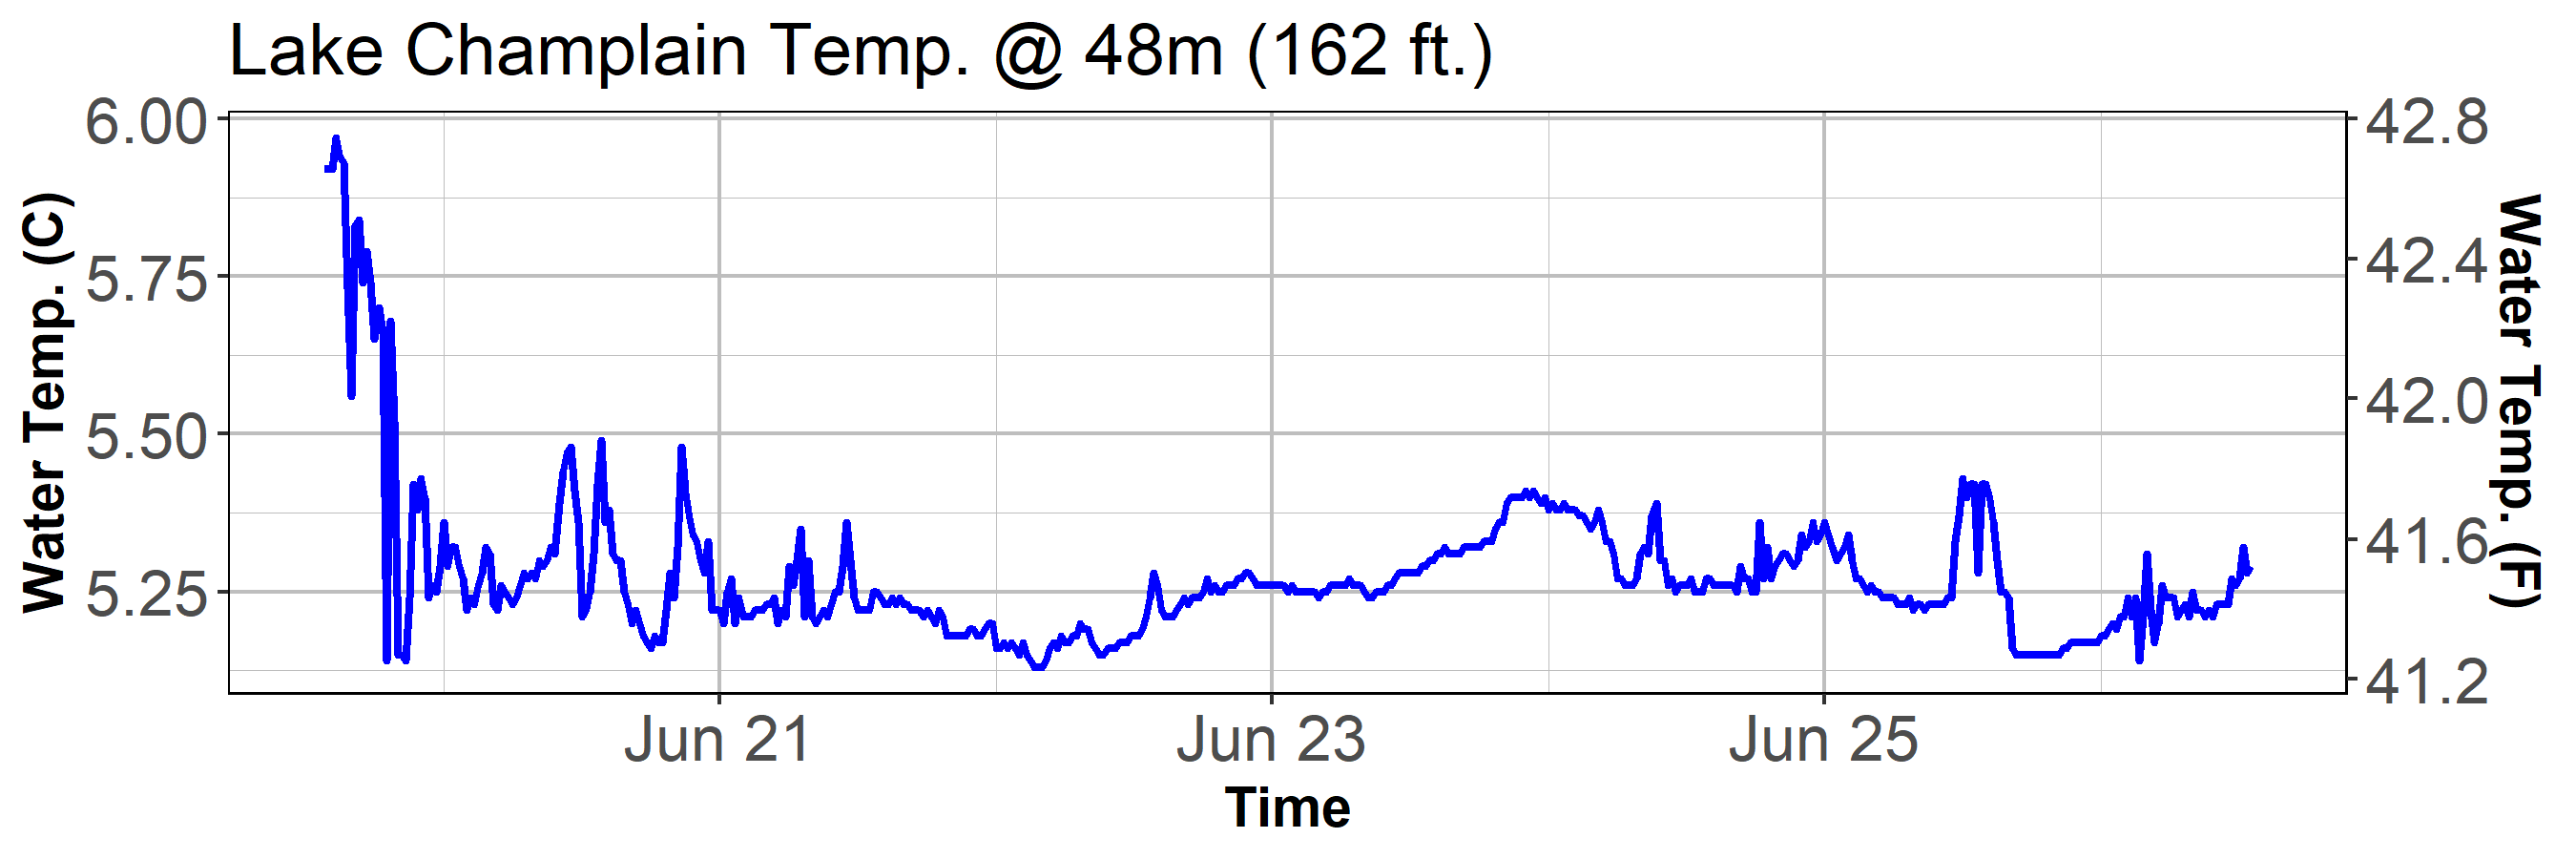 Lake Champlain Temp. @ 48m (162 ft.)
6.00
5.75
5.50
5.25
Water Temp. (C)
42.8
42.4
42.0
41.6
41.2
Water Temp. (F)
Jun 21
Jun 23
Jun 25
Time